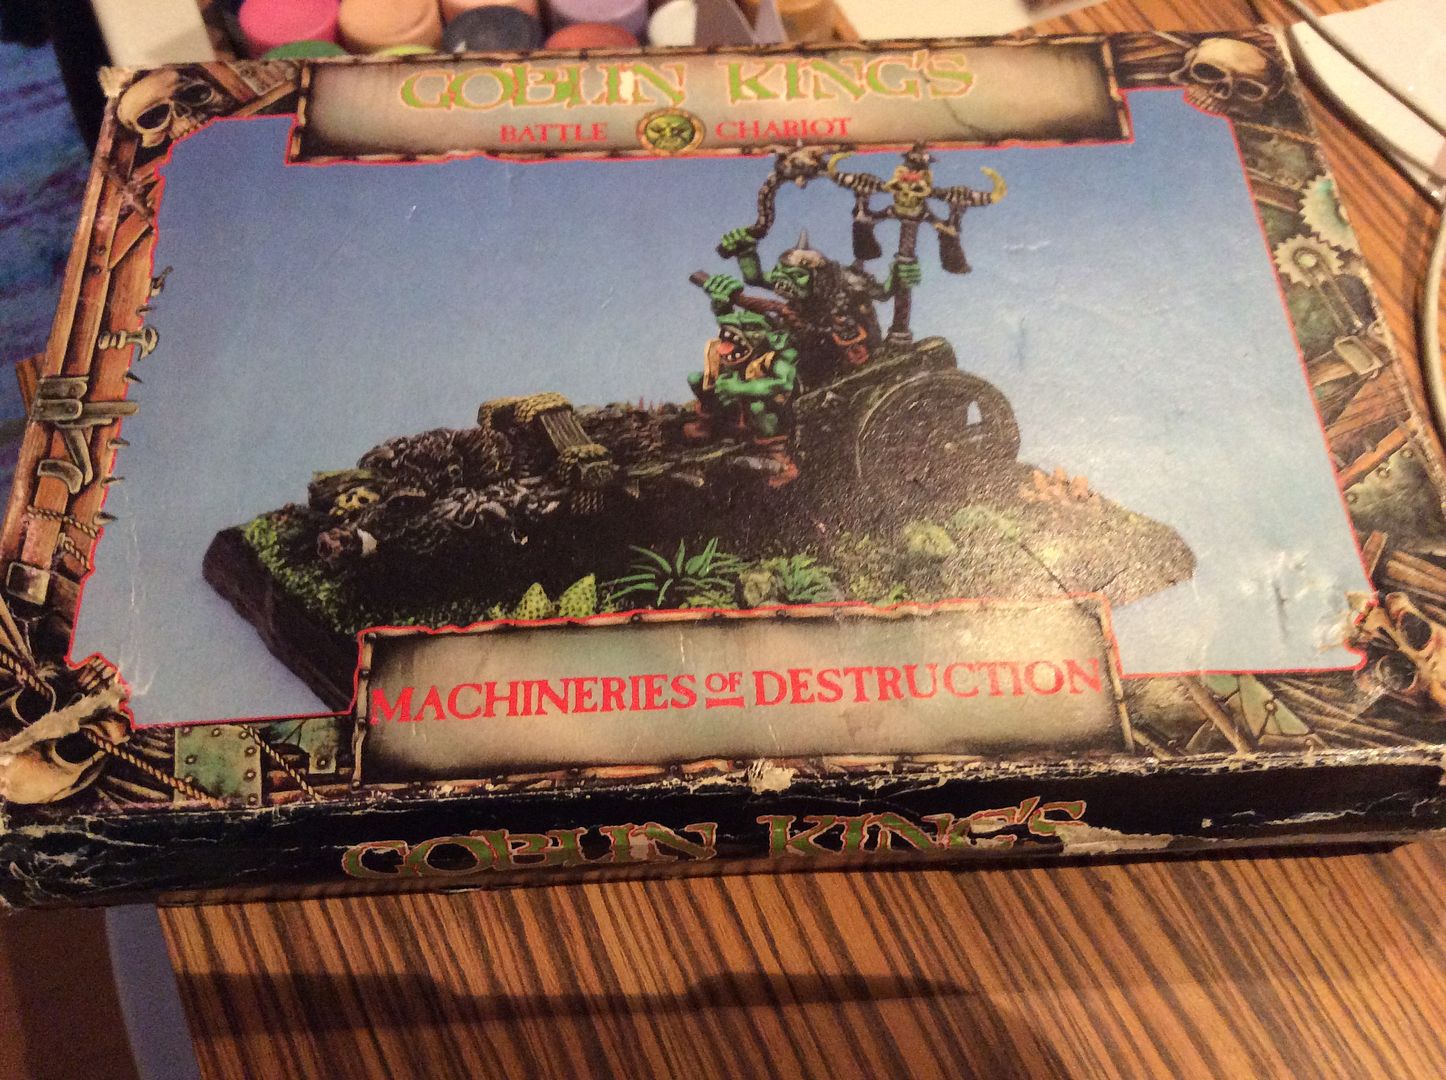 GOBLIN KING'S
BATTLE CHARIOT
MACHINERIES OF DESTRUCTION
GOBLIN KING'S